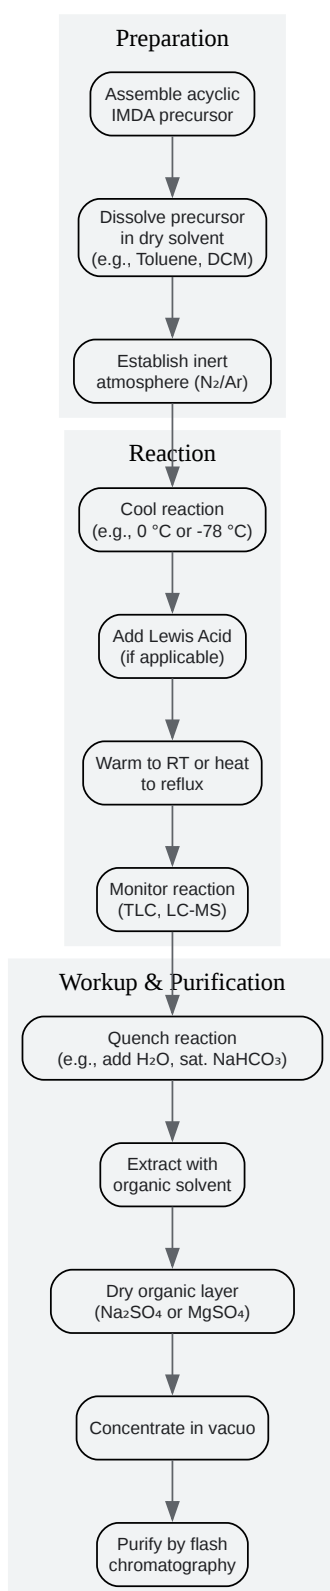 Preparation
Assemble acyclic
IMDA precursor
Dissolve precursor
in dry solvent
(e.g., Toluene, DCM)
Establish inert
atmosphere (N₂/Ar)
Reaction
Cool reaction
(e.g., 0 °C or -78 °C)
Add Lewis Acid
(if applicable)
Warm to RT or heat
to reflux
Monitor reaction
(TLC, LC-MS)
Workup & Purification
Quench reaction
(e.g., add H₂O, sat. NaHCO₃)
Extract with
organic solvent
Dry organic layer
(Na₂SO₄ or MgSO₄)
Concentrate in vacuo
Purify by flash
chromatography